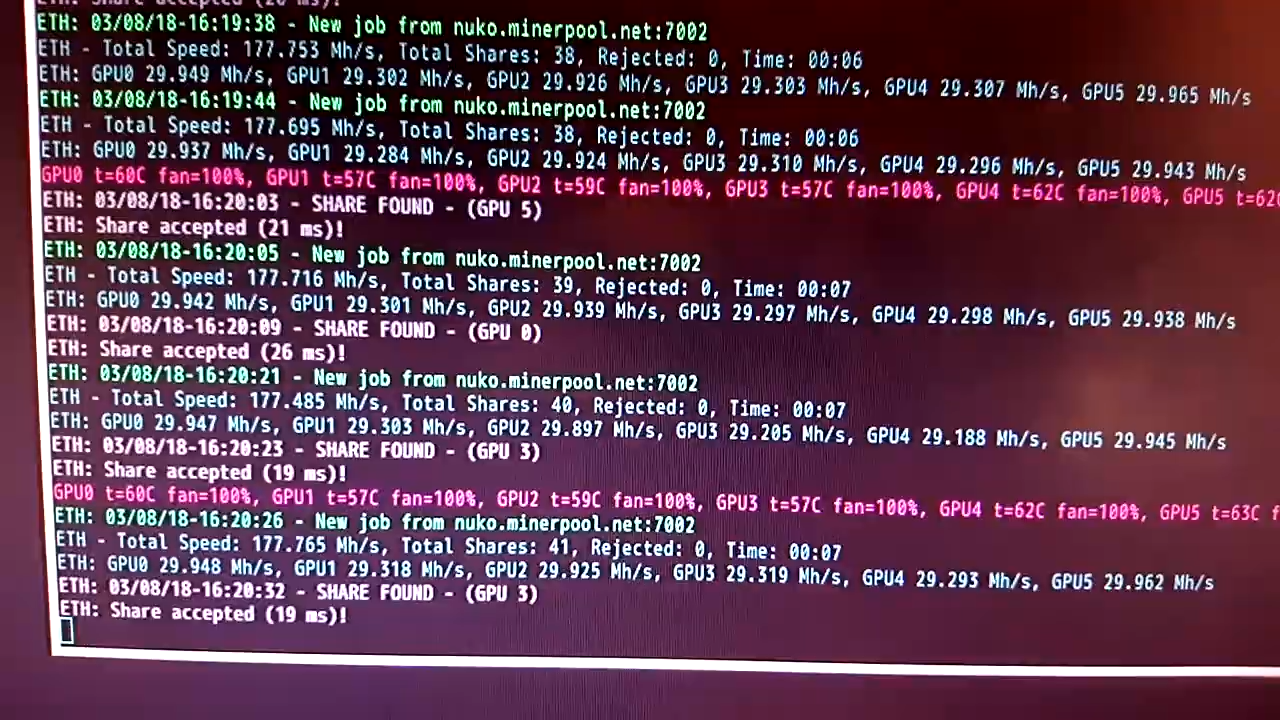 ETH: Share accepted (20 ms)!
ETH: 03/08/18-16:19:38 - New job from nuko.minerpool.net:7002
ETH - Total Speed: 177.753 Mh/s, Total Shares: 38, Rejected: 0, Time: 00:06
ETH: GPU0 29.949 Mh/s, GPU1 29.302 Mh/s, GPU2 29.926 Mh/s, GPU3 29.303 Mh/s, GPU4 29.307 Mh/s, GPU5 29.965 Mh/s
ETH: 03/08/18-16:19:44 - New job from nuko.minerpool.net:7002
ETH - Total Speed: 177.695 Mh/s, Total Shares: 38, Rejected: 0, Time: 00:06
ETH: GPU0 29.937 Mh/s, GPU1 29.284 Mh/s, GPU2 29.924 Mh/s, GPU3 29.310 Mh/s, GPU4 29.296 Mh/s, GPU5 29.943 Mh/s
GPU0 t=60C fan=100%, GPU1 t=57C fan=100%, GPU2 t=59C fan=100%, GPU3 t=57C fan=100%, GPU4 t=62C fan=100%, GPU5 t=62C
ETH: 03/08/18-16:20:03 - SHARE FOUND - (GPU 5)
ETH: Share accepted (21 ms)!
ETH: 03/08/18-16:20:05 - New job from nuko.minerpool.net:7002
ETH - Total Speed: 177.716 Mh/s, Total Shares: 39, Rejected: 0, Time: 00:07
ETH: GPU0 29.942 Mh/s, GPU1 29.301 Mh/s, GPU2 29.939 Mh/s, GPU3 29.297 Mh/s, GPU4 29.298 Mh/s, GPU5 29.938 Mh/s
ETH: 03/08/18-16:20:09 - SHARE FOUND - (GPU 0)
ETH: Share accepted (26 ms)!
ETH: 03/08/18-16:20:21 - New job from nuko.minerpool.net:7002
ETH - Total Speed: 177.485 Mh/s, Total Shares: 40, Rejected: 0, Time: 00:07
ETH: GPU0 29.947 Mh/s, GPU1 29.303 Mh/s, GPU2 29.897 Mh/s, GPU3 29.205 Mh/s, GPU4 29.188 Mh/s, GPU5 29.945 Mh/s
ETH: 03/08/18-16:20:23 - SHARE FOUND - (GPU 3)
ETH: Share accepted (19 ms)!
GPU0 t=60C fan=100%, GPU1 t=57C fan=100%, GPU2 t=59C fan=100%, GPU3 t=57C fan=100%, GPU4 t=62C fan=100%, GPU5 t=63C f
ETH: 03/08/18-16:20:26 - New job from nuko.minerpool.net:7002
ETH - Total Speed: 177.765 Mh/s, Total Shares: 41, Rejected: 0, Time: 00:07
ETH: GPU0 29.948 Mh/s, GPU1 29.318 Mh/s, GPU2 29.925 Mh/s, GPU3 29.319 Mh/s, GPU4 29.293 Mh/s, GPU5 29.962 Mh/s
ETH: 03/08/18-16:20:32 - SHARE FOUND - (GPU 3)
ETH: Share accepted (19 ms)!